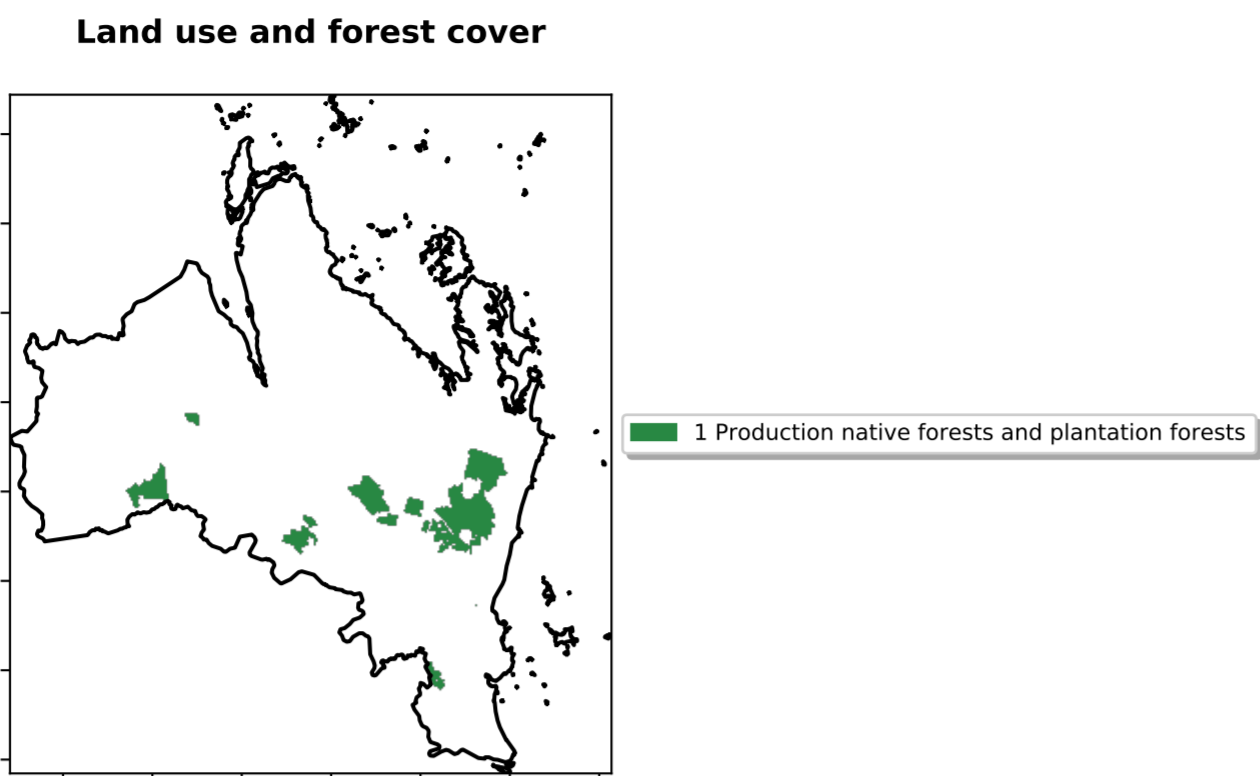 Land use and forest cover
1 Production native forests and plantation forests